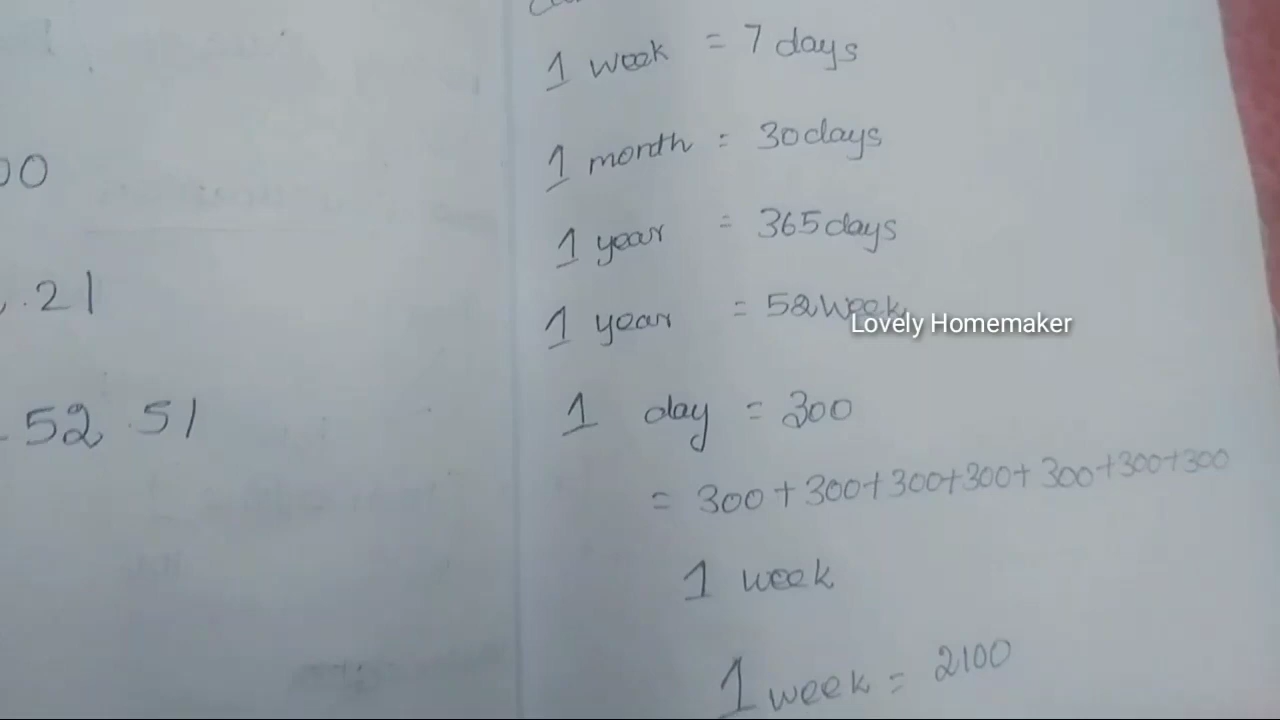 00
.21
52.51
1 week = 7 days
1 month = 30 days
1 year = 365 days
1 year = 52 week
Lovely Homemaker
1 day = 300
= 300+300+300+300+300+300+300
1 week
1 week = 2100